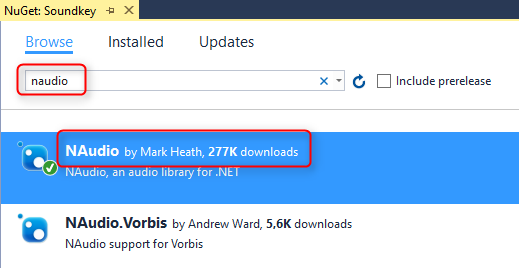 NuGet: Soundkey
Browse Installed Updates
naudio
Include prerelease
NAudio by Mark Heath, 277K downloads
NAudio, an audio library for .NET
NAudio.Vorbis by Andrew Ward, 5,6K downloads
NAudio support for Vorbis